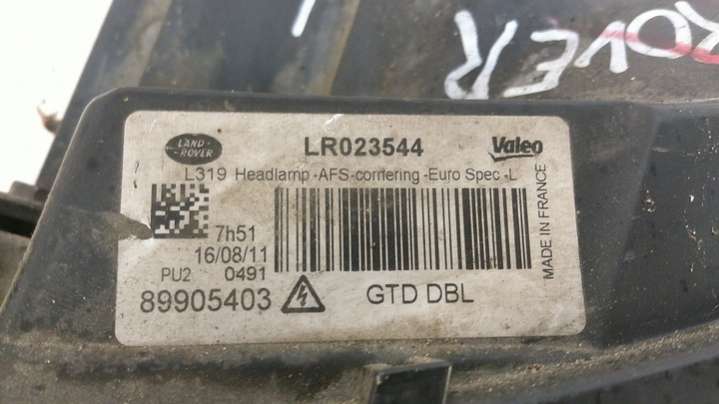 ROVER
LAND-
-ROVER
LR023544
Valeo
L319 Headlamp -AFS-cornering -Euro Spec -L
7h51
16/08/11
PU2 0491
89905403
GTD DBL
MADE IN FRANCE